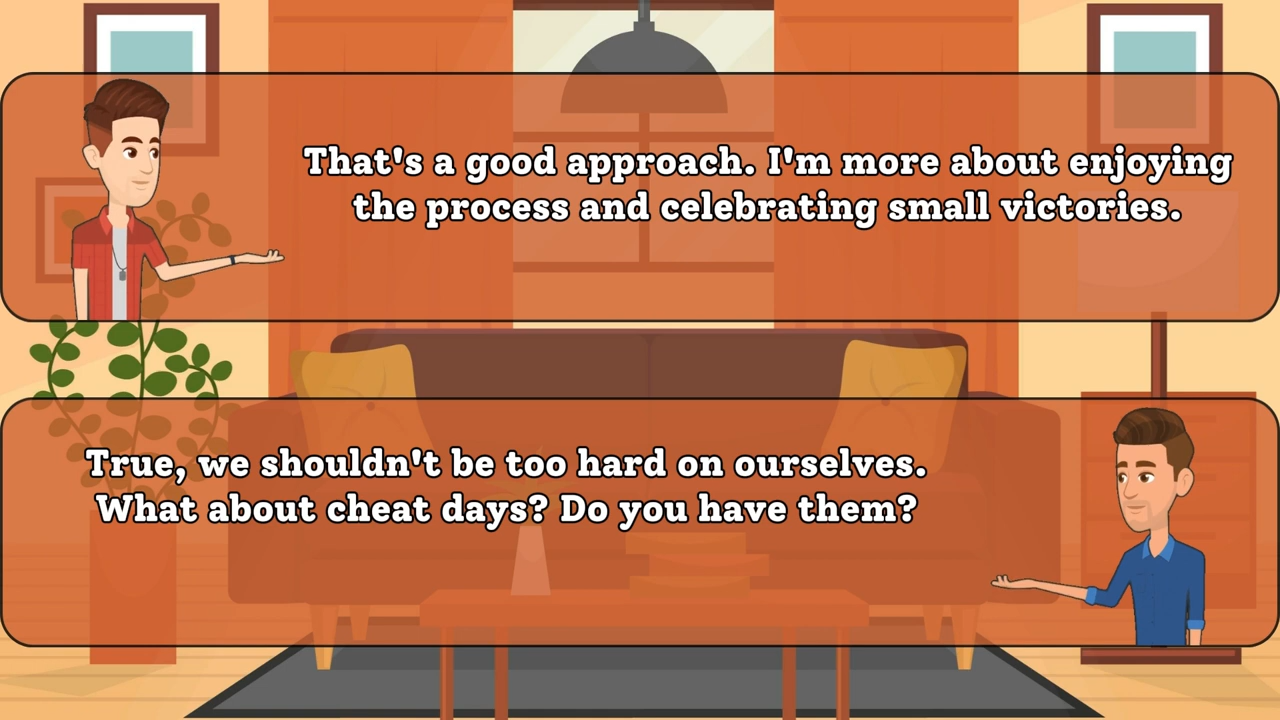 That's a good approach. I'm more about enjoying
the process and celebrating small victories.
True, we shouldn't be too hard on ourselves.
What about cheat days? Do you have them?